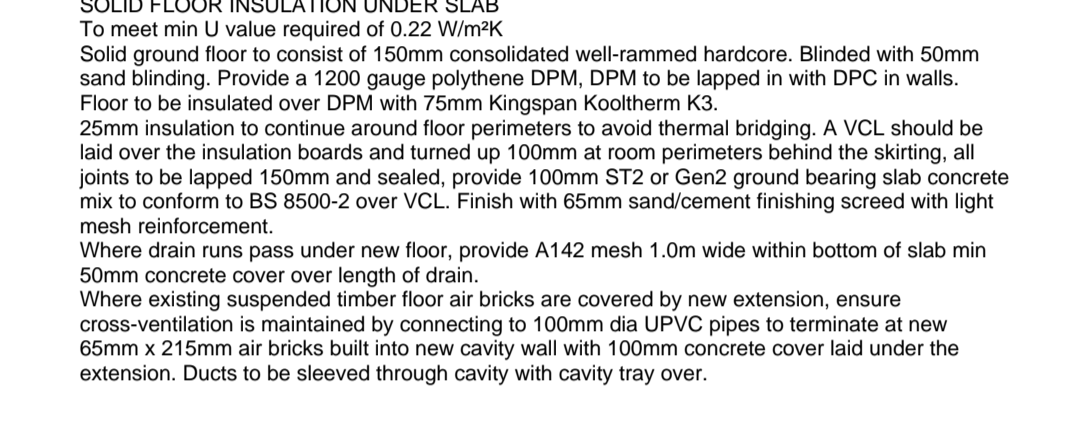 SOLID FLOOR INSULATION UNDER SLAB
To meet min U value required of 0.22 W/m²K
Solid ground floor to consist of 150mm consolidated well-rammed hardcore. Blinded with 50mm
sand blinding. Provide a 1200 gauge polythene DPM, DPM to be lapped in with DPC in walls.
Floor to be insulated over DPM with 75mm Kingspan Kooltherm K3.
25mm insulation to continue around floor perimeters to avoid thermal bridging. A VCL should be
laid over the insulation boards and turned up 100mm at room perimeters behind the skirting, all
joints to be lapped 150mm and sealed, provide 100mm ST2 or Gen2 ground bearing slab concrete
mix to conform to BS 8500-2 over VCL. Finish with 65mm sand/cement finishing screed with light
mesh reinforcement.
Where drain runs pass under new floor, provide A142 mesh 1.0m wide within bottom of slab min
50mm concrete cover over length of drain.
Where existing suspended timber floor air bricks are covered by new extension, ensure
cross-ventilation is maintained by connecting to 100mm dia UPVC pipes to terminate at new
65mm x 215mm air bricks built into new cavity wall with 100mm concrete cover laid under the
extension. Ducts to be sleeved through cavity with cavity tray over.